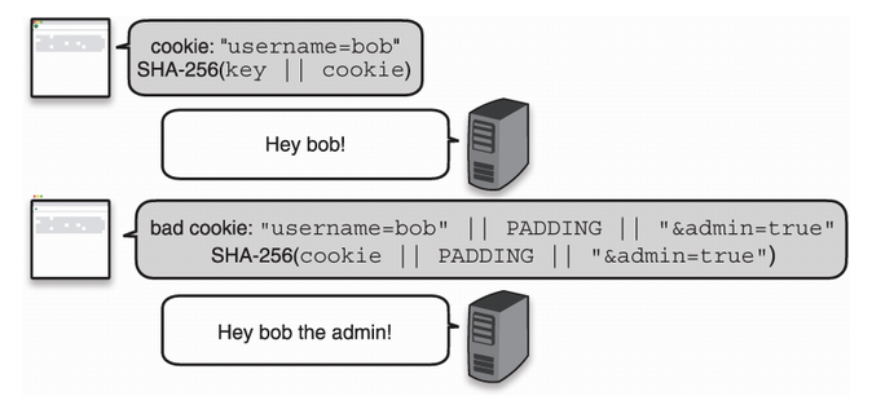 cookie: "username=bob"
SHA-256(key || cookie)
Hey bob!
bad cookie: "username=bob" || PADDING || "&admin=true"
SHA-256(cookie || PADDING || "&admin=true")
Hey bob the admin!